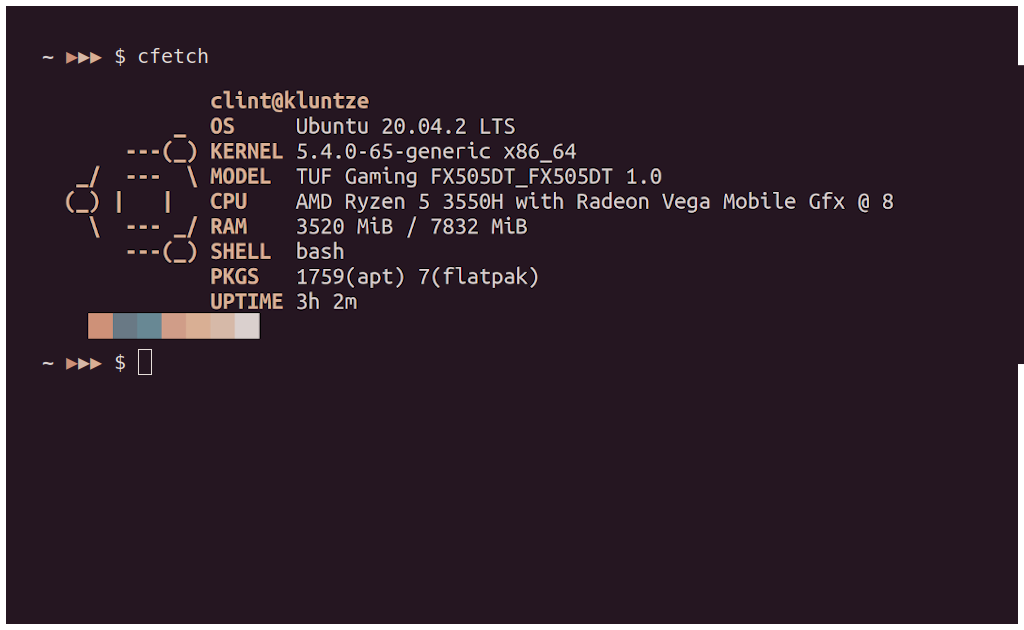 ~ ▶▶▶ $ cfetch
clint@kluntze
         _   OS     Ubuntu 20.04.2 LTS
     ---(_)  KERNEL 5.4.0-65-generic x86_64
 _/  ---  \  MODEL  TUF Gaming FX505DT_FX505DT 1.0
(_) |   |    CPU    AMD Ryzen 5 3550H with Radeon Vega Mobile Gfx @ 8
  \  --- _/  RAM    3520 MiB / 7832 MiB
     ---(_)  SHELL  bash
PKGS   1759(apt) 7(flatpak)
UPTIME 3h 2m
~ ▶▶▶ $